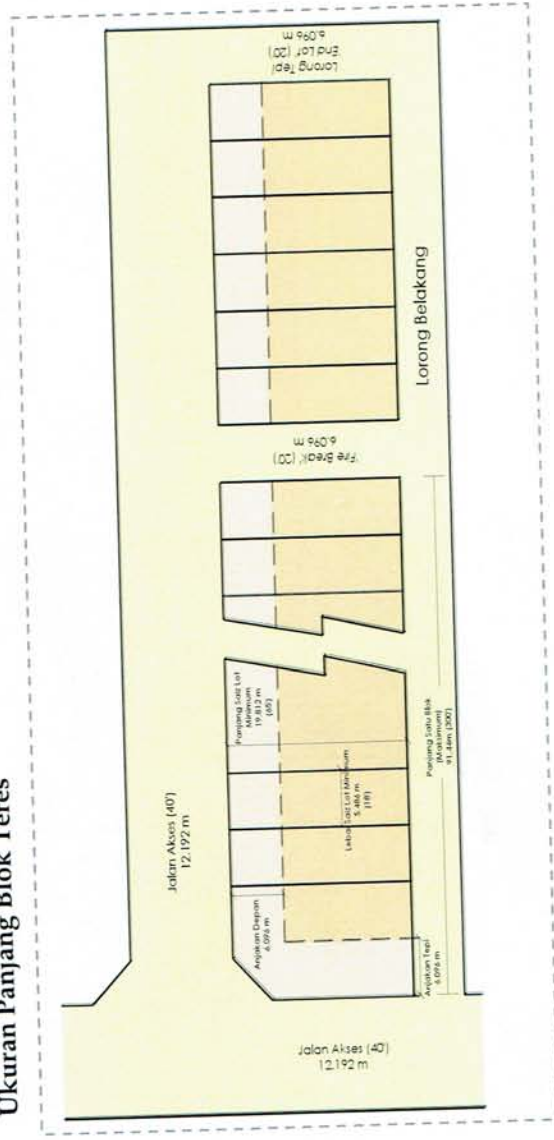 Ukuran Panjang Blok Teres
Jalan Akses (40')
12.192 m
Lorong Tepi
'End Lot' (20')
6.096 m
'Fire Break' (20')
6.096 m
Panjang Saiz Lot
Minimum
19.812 m
(65')
Lebar Saiz Lot Minimum
5.486 m
(18')
Anjakan Depan
6.096 m
Anjakan Tepi
6.096 m
Panjang Satu Blok
(Maksimum)
91.44m (300')
Lorong Belakang
Jalan Akses (40')
12.192 m